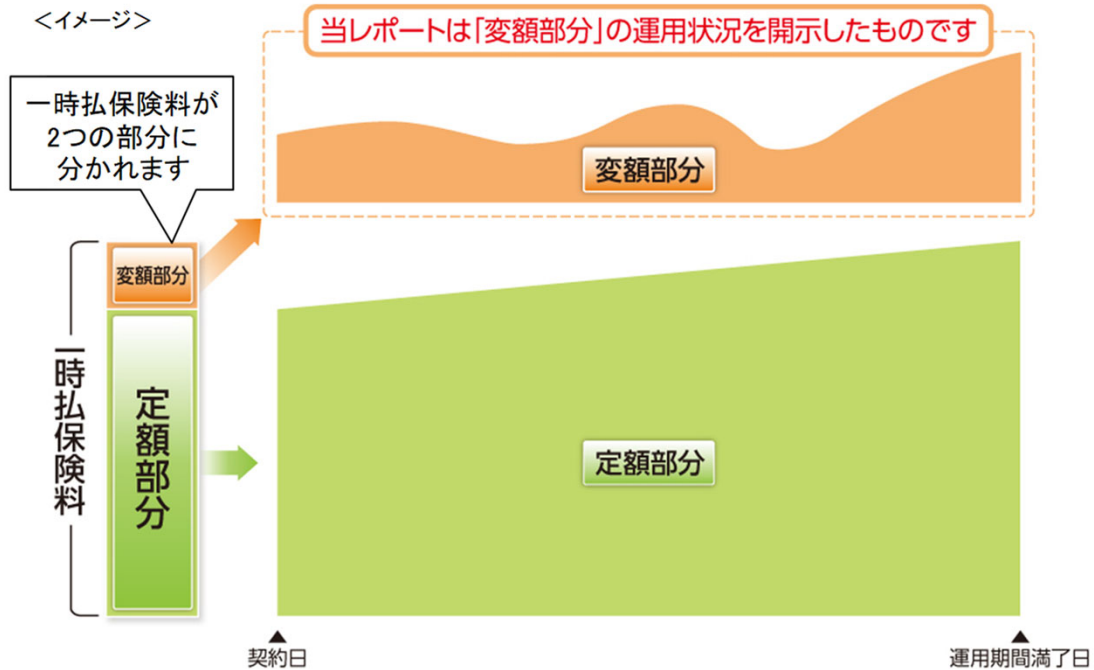 ＜イメージ＞
当レポートは「変額部分」の運用状況を開示したものです
一時払保険料が
2つの部分に
分かれます
変額部分
変額部分
一時払保険料
定額部分
定額部分
▲
契約日
▲
運用期間満了日